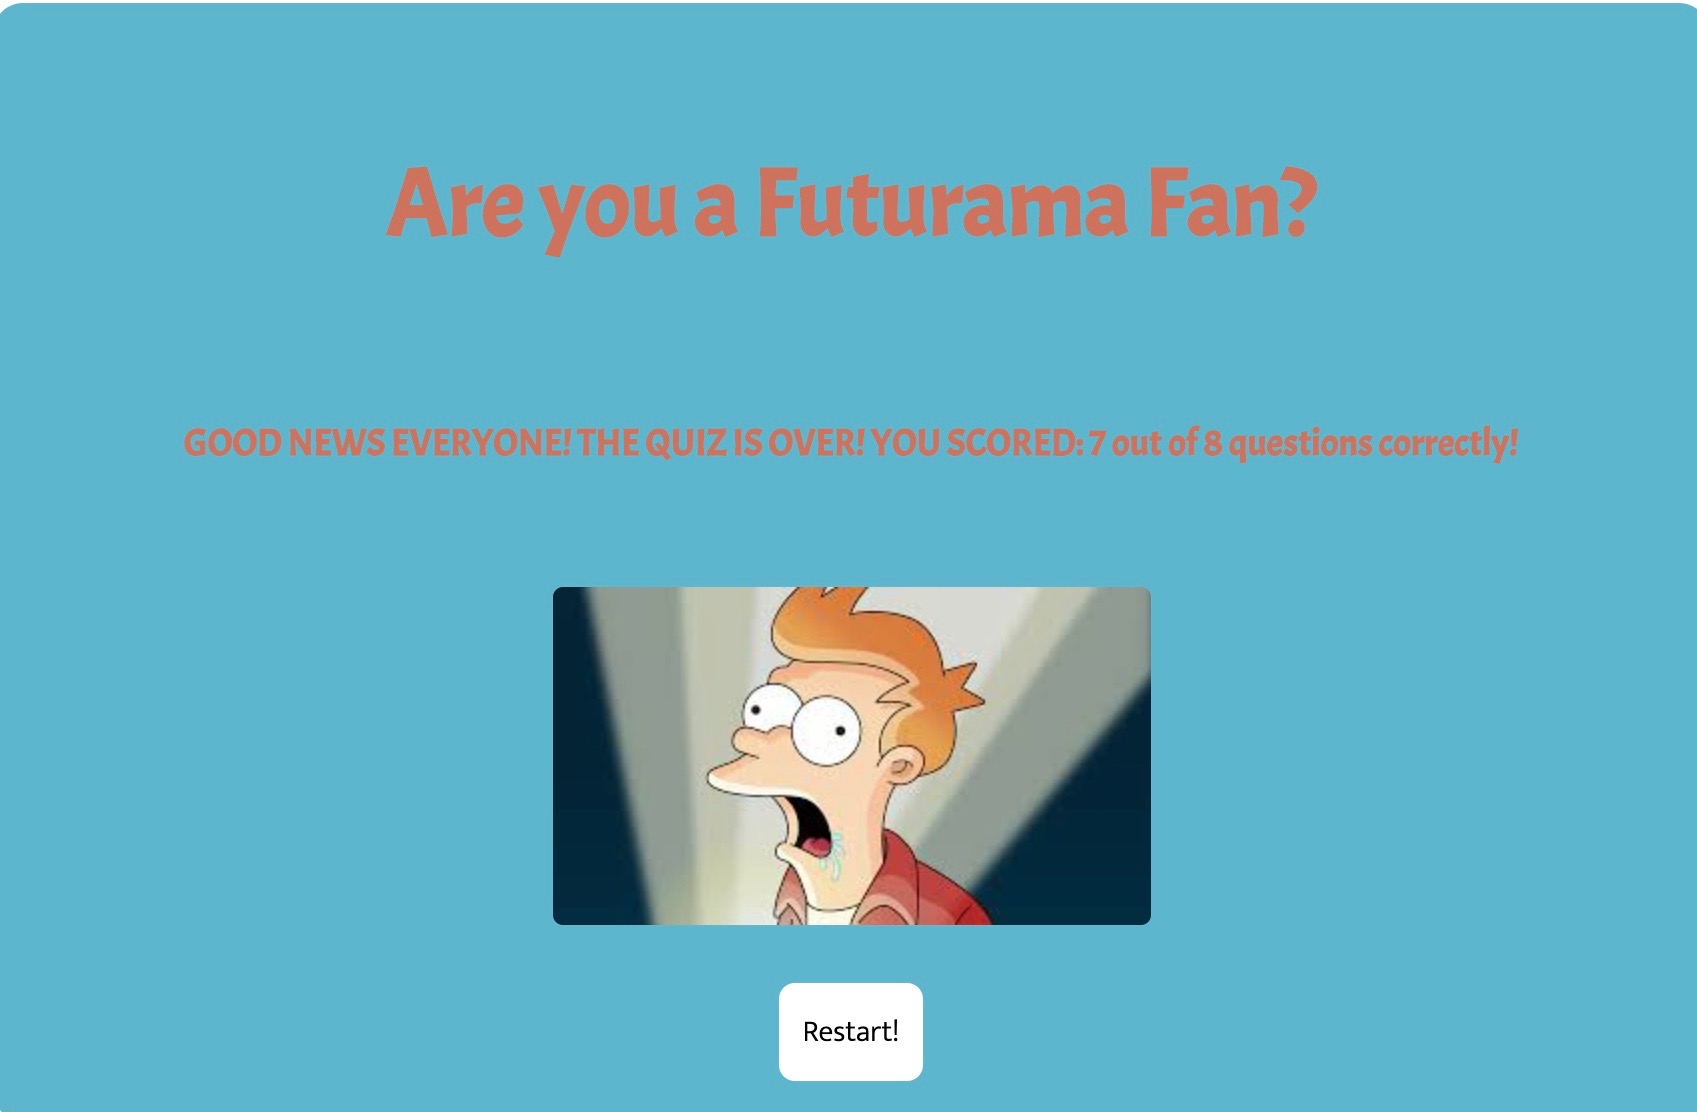 Are you a Futurama Fan?
GOOD NEWS EVERYONE! THE QUIZ IS OVER! YOU SCORED: 7 out of 8 questions correctly!
Restart!